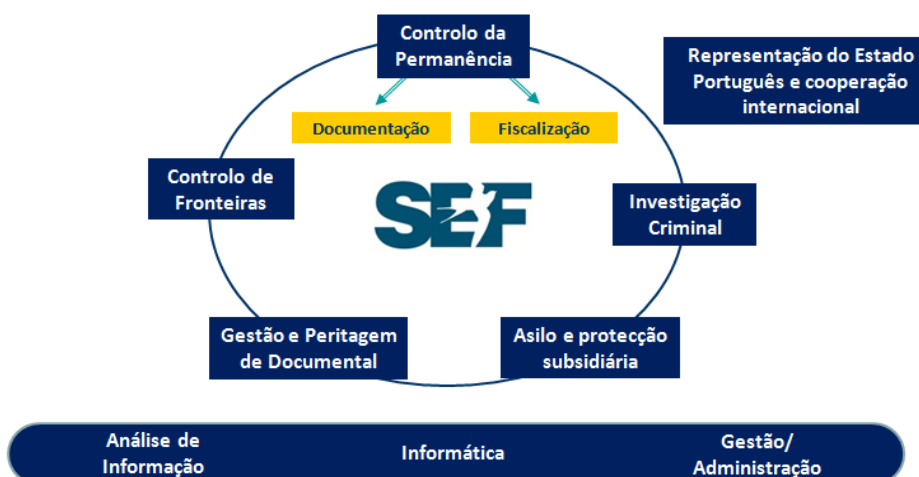 Controlo da
Permanência
Representação do Estado
Português e cooperação
internacional
Documentação
Fiscalização
Controlo de
Fronteiras
SEF
Investigação
Criminal
Gestão e Peritagem
de Documental
Asilo e protecção
subsidiária
Análise de
Informação
Informática
Gestão/
Administração